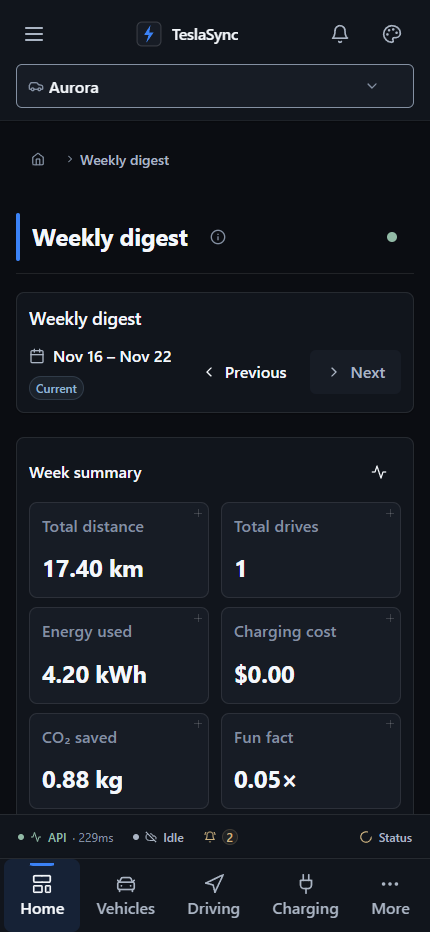 TeslaSync
Aurora
Weekly digest
Weekly digest
Weekly digest
Nov 16 – Nov 22
Current
Previous
Next
Week summary
Total distance
17.40 km
Total drives
1
Energy used
4.20 kWh
Charging cost
$0.00
CO₂ saved
0.88 kg
Fun fact
0.05×
API · 229ms
Idle
2
Status
Home
Vehicles
Driving
Charging
More